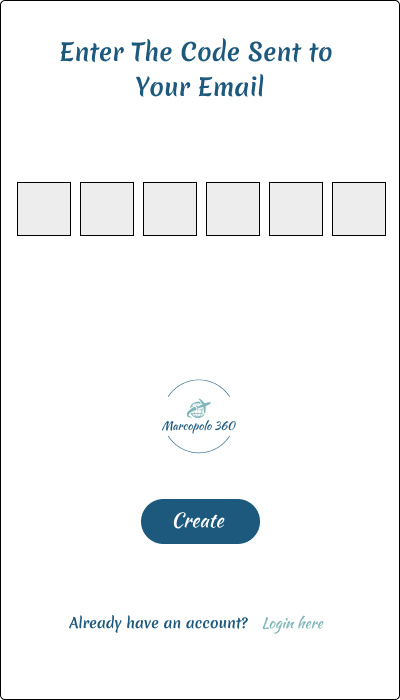 Enter The Code Sent to
Your Email
Marcopolo 360
Create
Already have an account? Login here